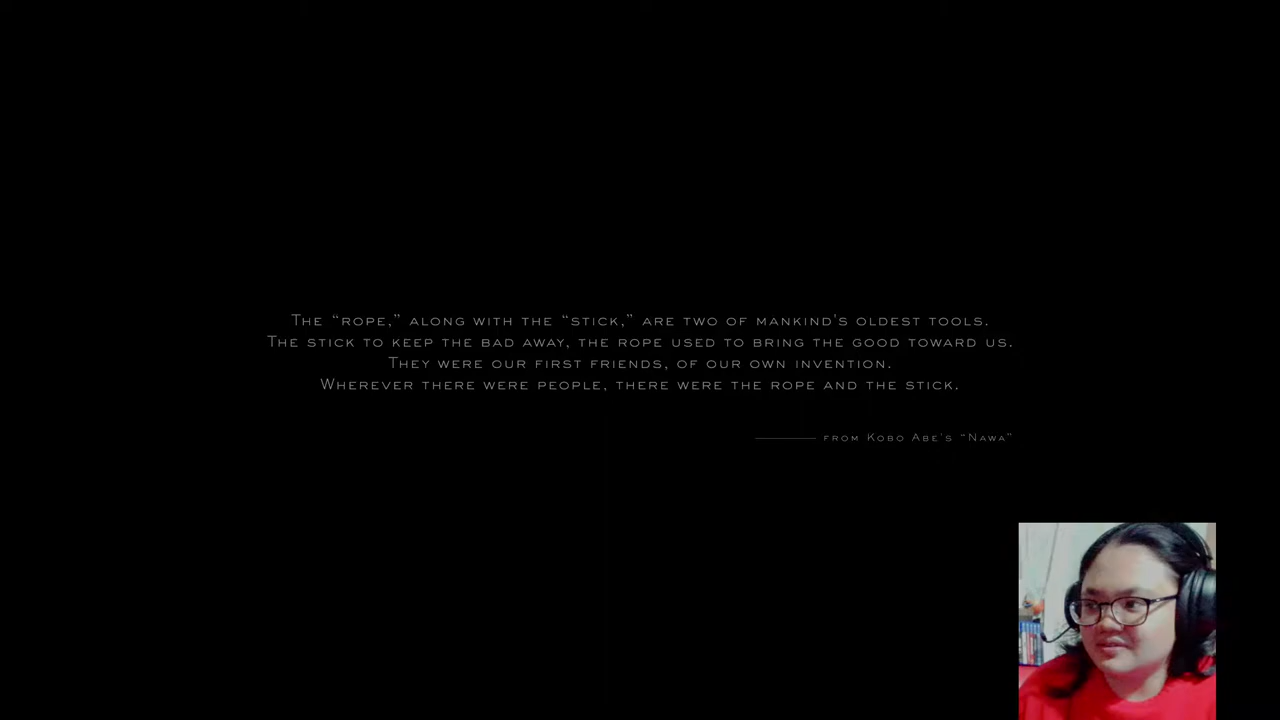 The “rope,” along with the “stick,” are two of mankind's oldest tools.
The stick to keep the bad away, the rope used to bring the good toward us.
They were our first friends, of our own invention.
Wherever there were people, there were the rope and the stick.
from Kobo Abe's “Nawa”